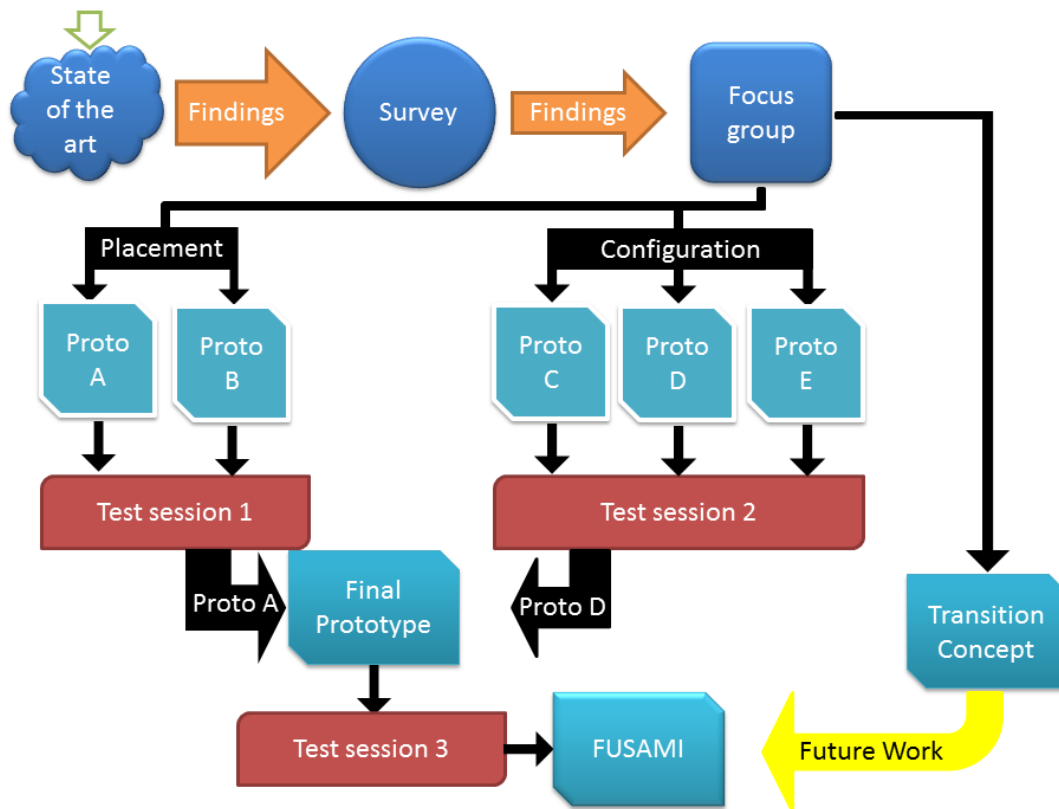 State
of the
art
Findings
Survey
Findings
Focus
group
Placement
Configuration
Proto
A
Proto
B
Proto
C
Proto
D
Proto
E
Test session 1
Test session 2
Proto A
Final
Prototype
Proto D
Transition
Concept
Test session 3
FUSAMI
Future Work